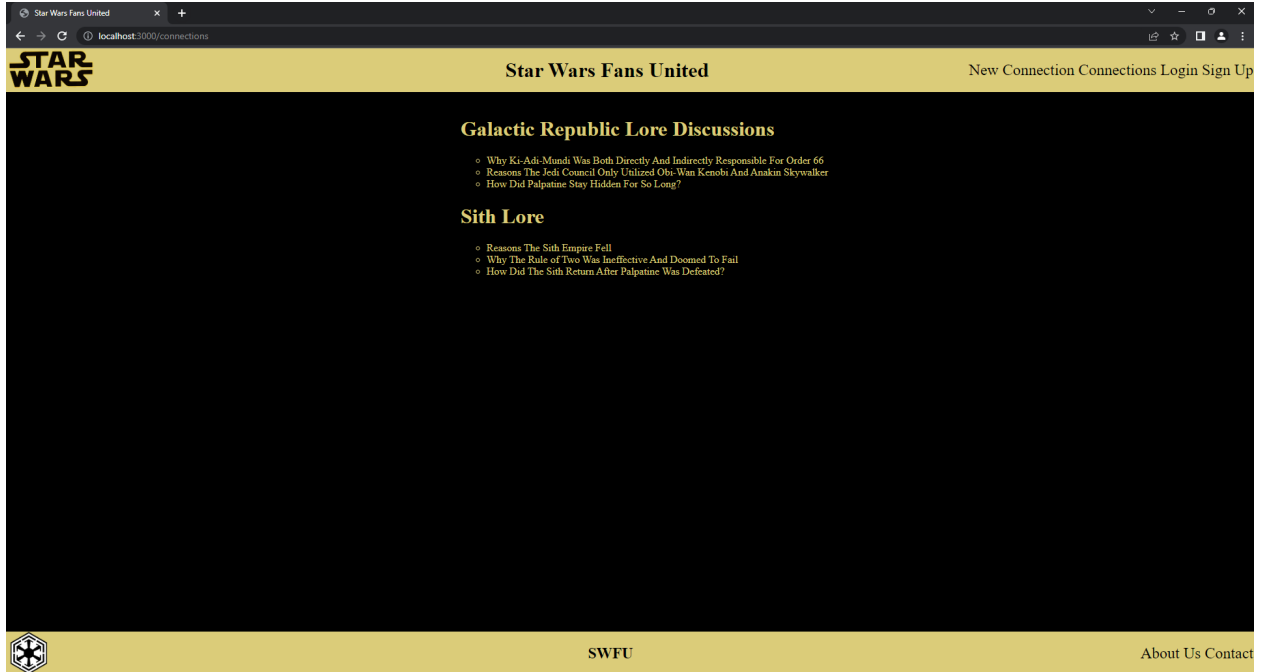 Star Wars Fans United
localhost:3000/connections
STAR
WARS
Star Wars Fans United
New Connection Connections Login Sign Up
Galactic Republic Lore Discussions
Why Ki-Adi-Mundi Was Both Directly And Indirectly Responsible For Order 66
Reasons The Jedi Council Only Utilized Obi-Wan Kenobi And Anakin Skywalker
How Did Palpatine Stay Hidden For So Long?
Sith Lore
Reasons The Sith Empire Fell
Why The Rule of Two Was Ineffective And Doomed To Fail
How Did The Sith Return After Palpatine Was Defeated?
SWFU
About Us Contact